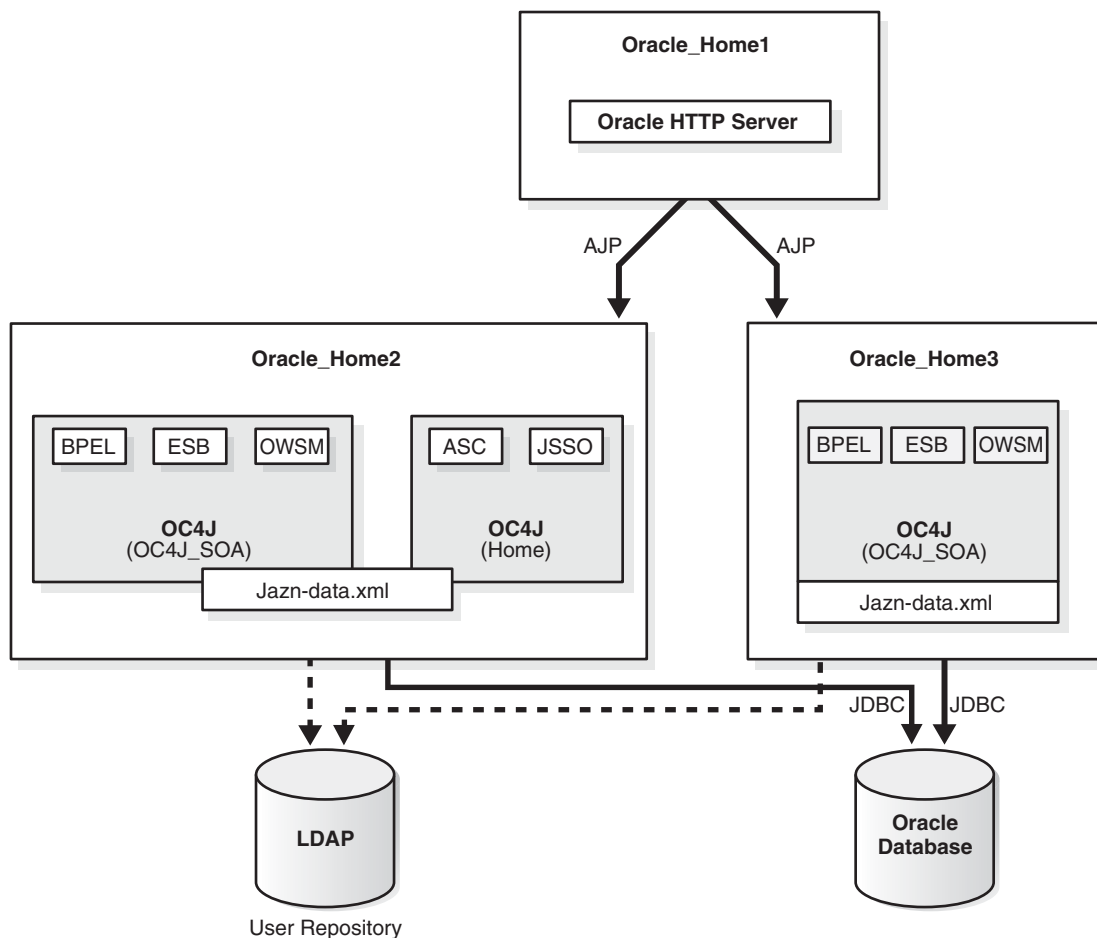 Oracle_Home1
Oracle HTTP Server
AJP
AJP
Oracle_Home2
BPEL
ESB
OWSM
OC4J
(OC4J_SOA)
ASC
JSSO
OC4J
(Home)
Jazn-data.xml
Oracle_Home3
BPEL
ESB
OWSM
OC4J
(OC4J_SOA)
Jazn-data.xml
JDBC
JDBC
LDAP
User Repository
Oracle
Database